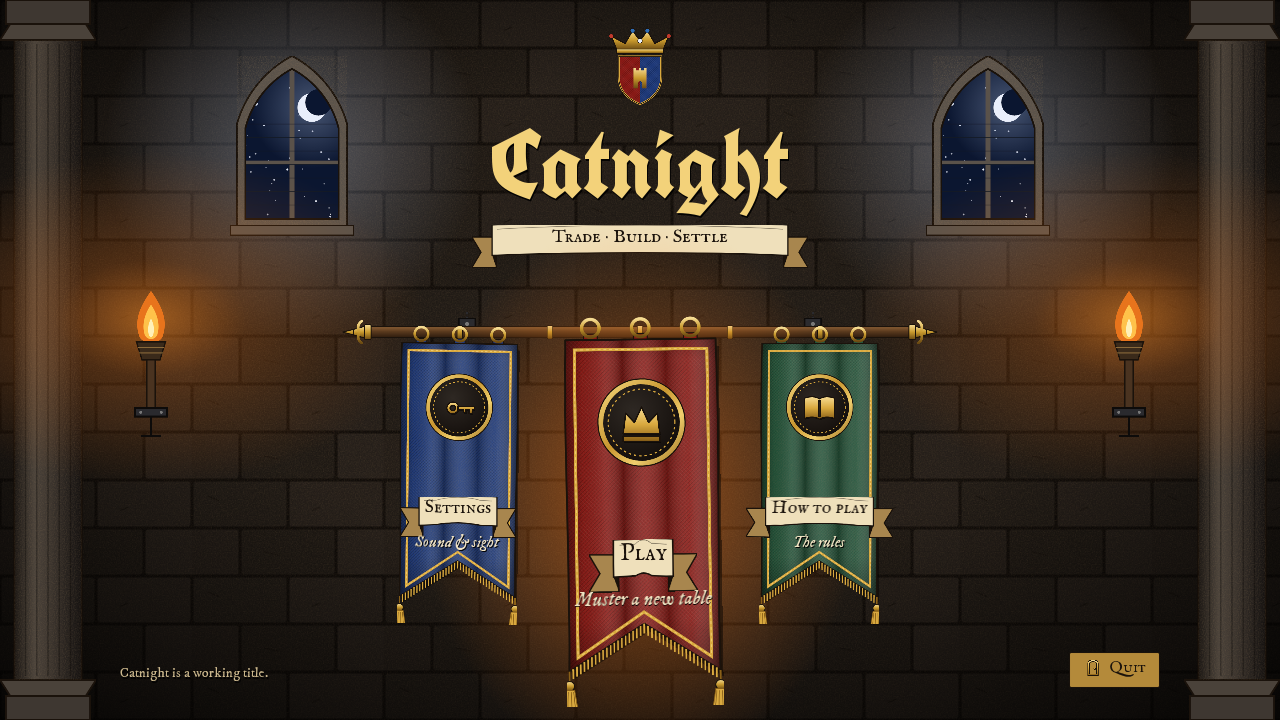 Catnight
Trade · Build · Settle
Settings
Sound & sight
Play
Muster a new table
How to play
The rules
Catnight is a working title.
Quit